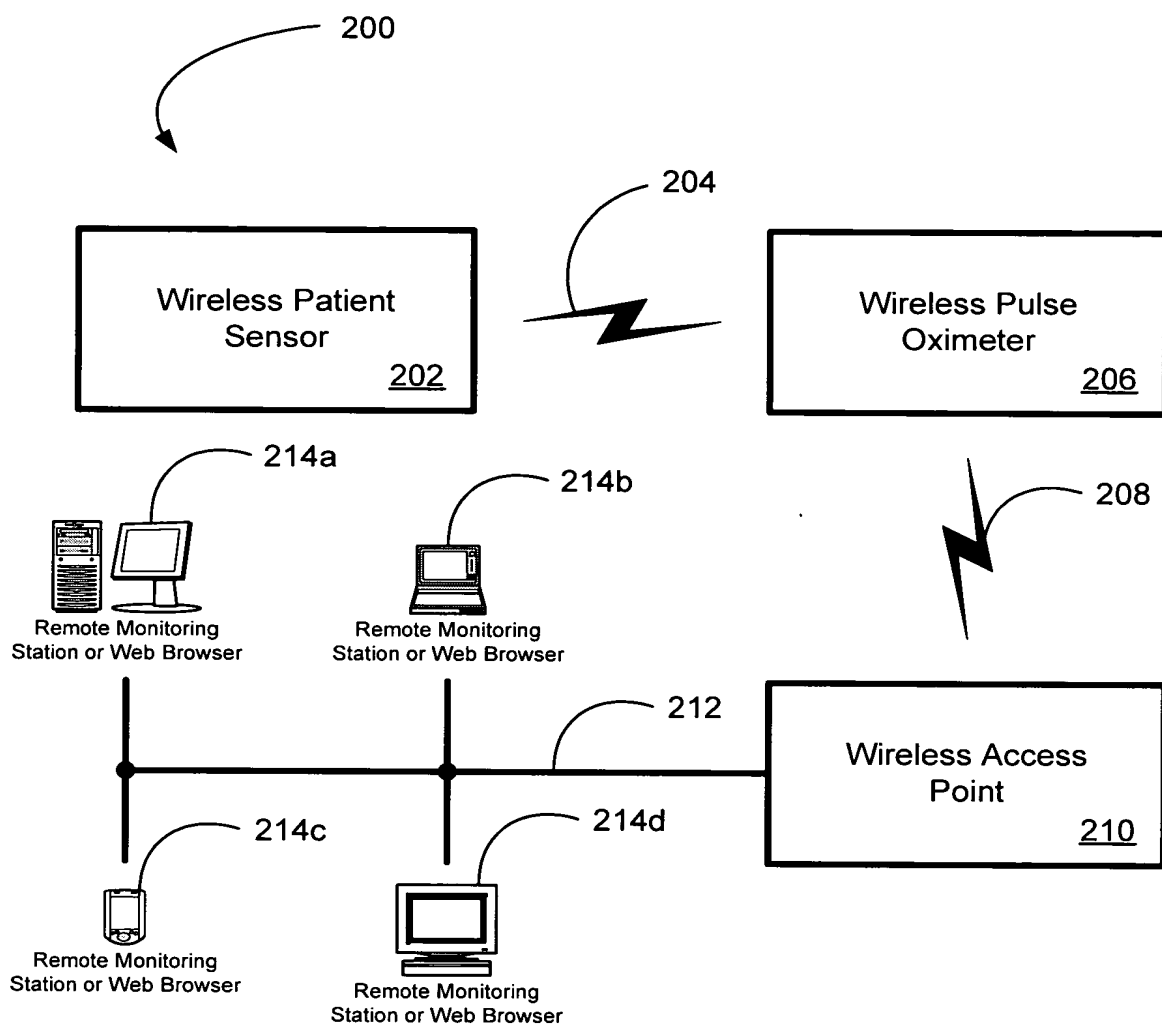 200
204
Wireless Patient
Sensor
202
Wireless Pulse
Oximeter
206
214a
214b
208
Remote Monitoring
Station or Web Browser
Remote Monitoring
Station or Web Browser
212
Wireless Access
Point
210
214c
214d
Remote Monitoring
Station or Web Browser
Remote Monitoring
Station or Web Browser